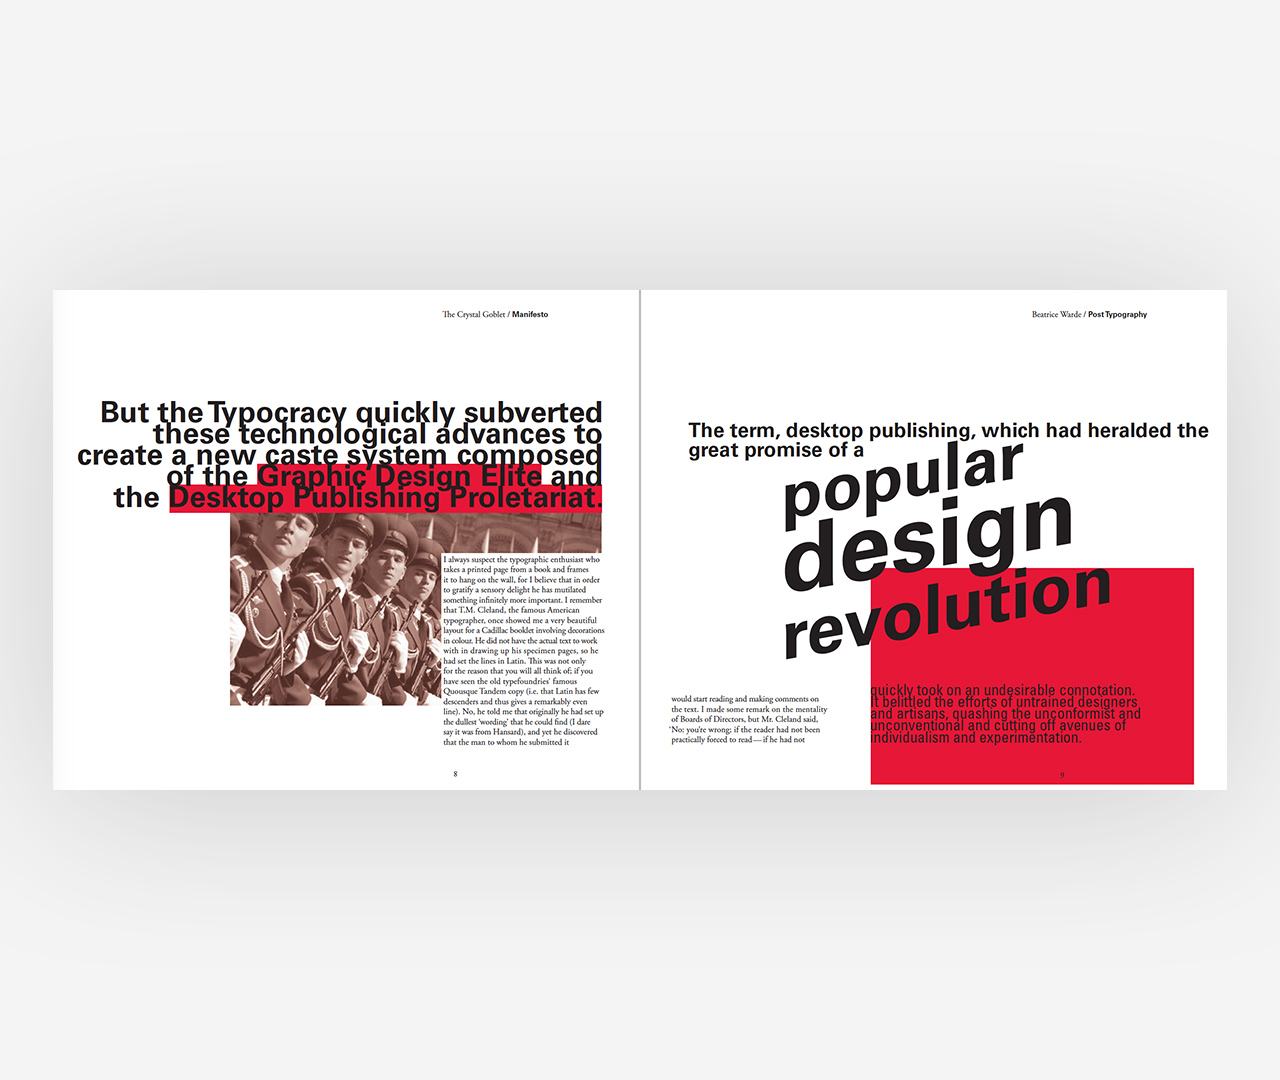 The Crystal Goblet / Manifesto
But the Typocracy quickly subverted
these technological advances to
create a new caste system composed
of the Graphic Design Elite and
the Desktop Publishing Proletariat.
I always suspect the typographic enthusiast who
takes a printed page from a book and frames
it to hang on the wall, for I believe that in order
to gratify a sensory delight he has mutilated
something infinitely more important. I remember
that T.M. Cleland, the famous American
typographer, once showed me a very beautiful
layout for a Cadillac booklet involving decorations
in colour. He did not have the actual text to work
with in drawing up his specimen pages, so he
had set the lines in Latin. This was not only
for the reason that you will all think of; if you
have seen the old typefoundries' famous
Quousque Tandem copy (i.e. that Latin has few
descenders and thus gives a remarkably even
line). No, he told me that originally he had set up
the dullest 'wording' that he could find (I dare
say it was from Hansard), and yet he discovered
that the man to whom he submitted it
8
Beatrice Warde / Post Typography
The term, desktop publishing, which had heralded the
great promise of a
popular
design
revolution
would start reading and making comments on
the text. I made some remark on the mentality
of Boards of Directors, but Mr. Cleland said,
'No: you're wrong; if the reader had not been
practically forced to read—if he had not
quickly took on an undesirable connotation.
It belittled the efforts of untrained designers
and artisans, quashing the unconformist and
unconventional and cutting off avenues of
individualism and experimentation.
9